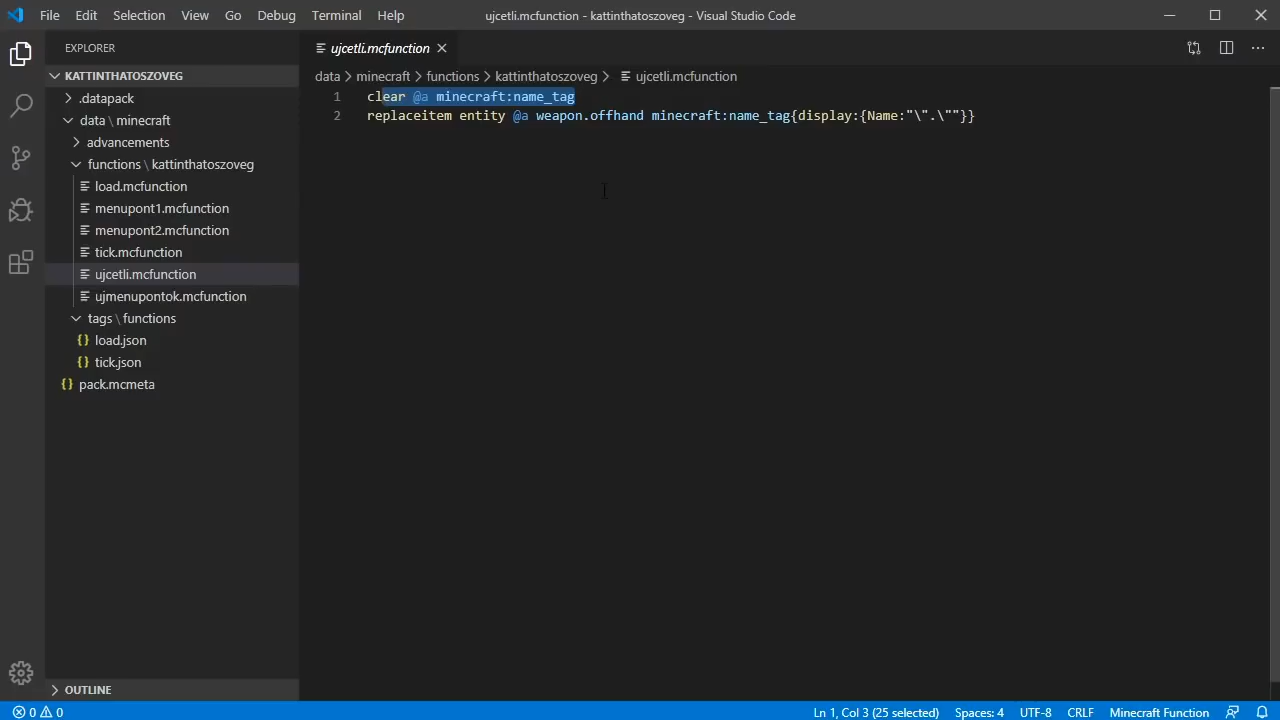 File Edit Selection View Go Debug Terminal Help
ujcetli.mcfunction - kattinthatoszoveg - Visual Studio Code
EXPLORER
KATTINTHATOSZOVEG
.datapack
data \ minecraft
advancements
functions \ kattinthatoszoveg
load.mcfunction
menupont1.mcfunction
menupont2.mcfunction
tick.mcfunction
ujcetli.mcfunction
ujmenupontok.mcfunction
tags \ functions
{} load.json
{} tick.json
{} pack.mcmeta
OUTLINE
ujcetli.mcfunction
data > minecraft > functions > kattinthatoszoveg > ujcetli.mcfunction
1 clear @a minecraft:name_tag
2 replaceitem entity @a weapon.offhand minecraft:name_tag{display:{Name:"\".\""}}
0 0
Ln 1, Col 3 (25 selected) Spaces: 4 UTF-8 CRLF Minecraft Function